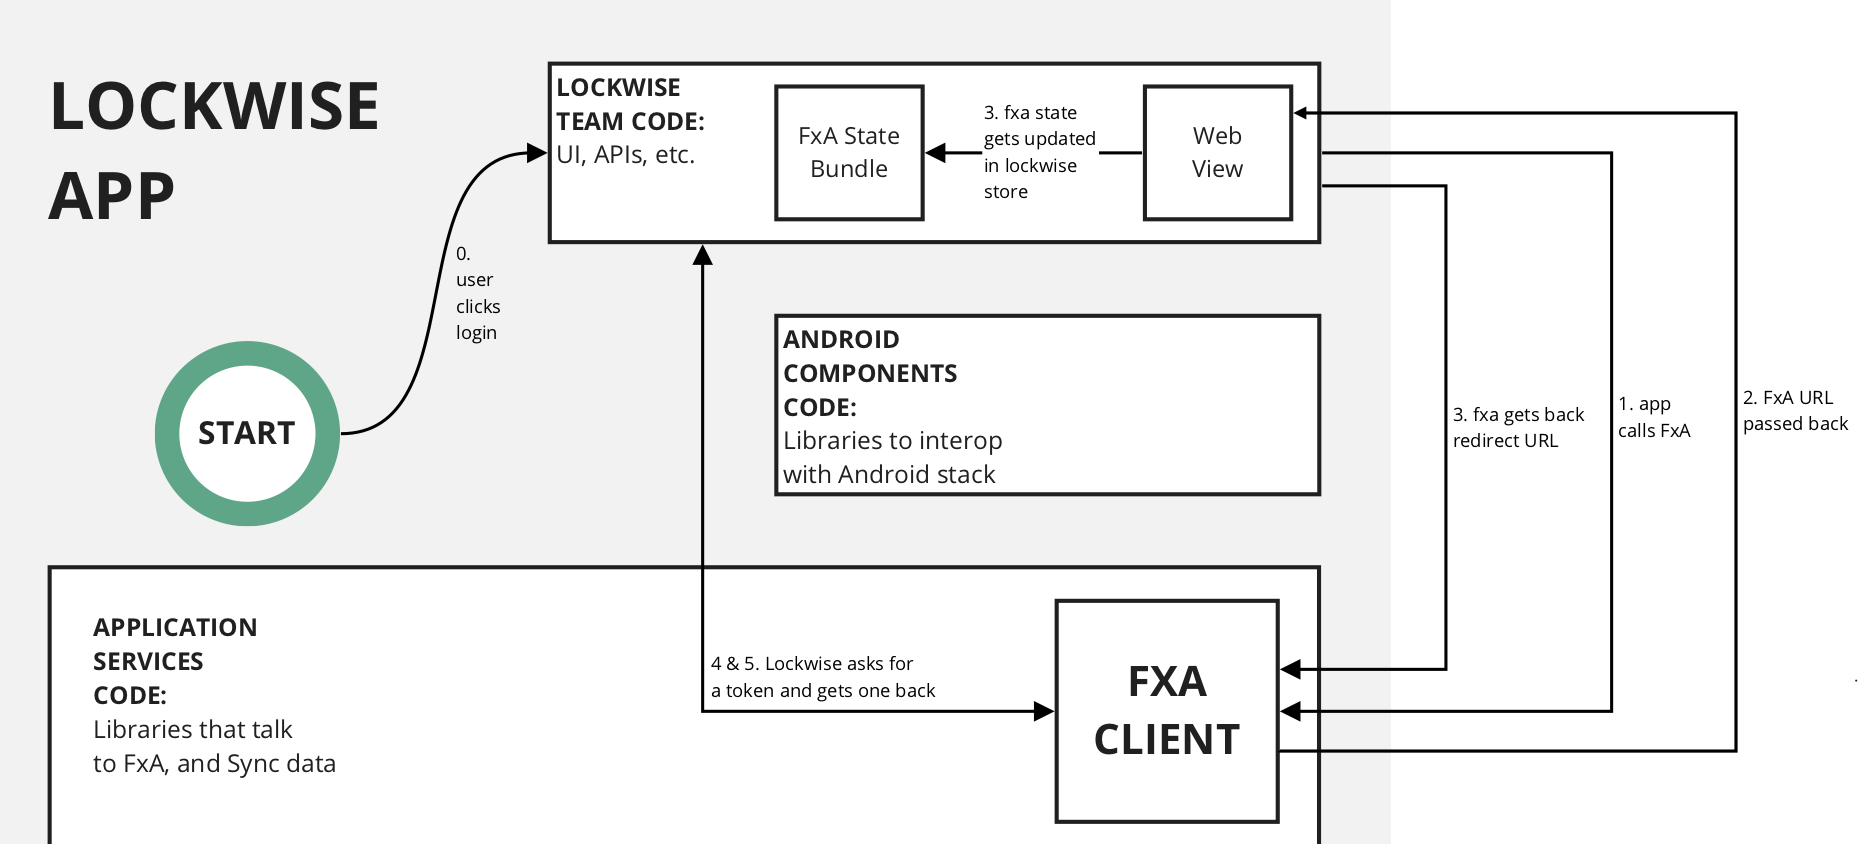 LOCKWISE
APP
LOCKWISE
TEAM CODE:
UI, APIs, etc.
FxA State
Bundle
3. fxa state
gets updated
in lockwise
store
Web
View
0.
user
clicks
login
START
ANDROID
COMPONENTS
CODE:
Libraries to interop
with Android stack
3. fxa gets back
redirect URL
1. app
calls FxA
2. FxA URL
passed back
APPLICATION
SERVICES
CODE:
Libraries that talk
to FxA, and Sync data
4 & 5. Lockwise asks for
a token and gets one back
FXA
CLIENT
.